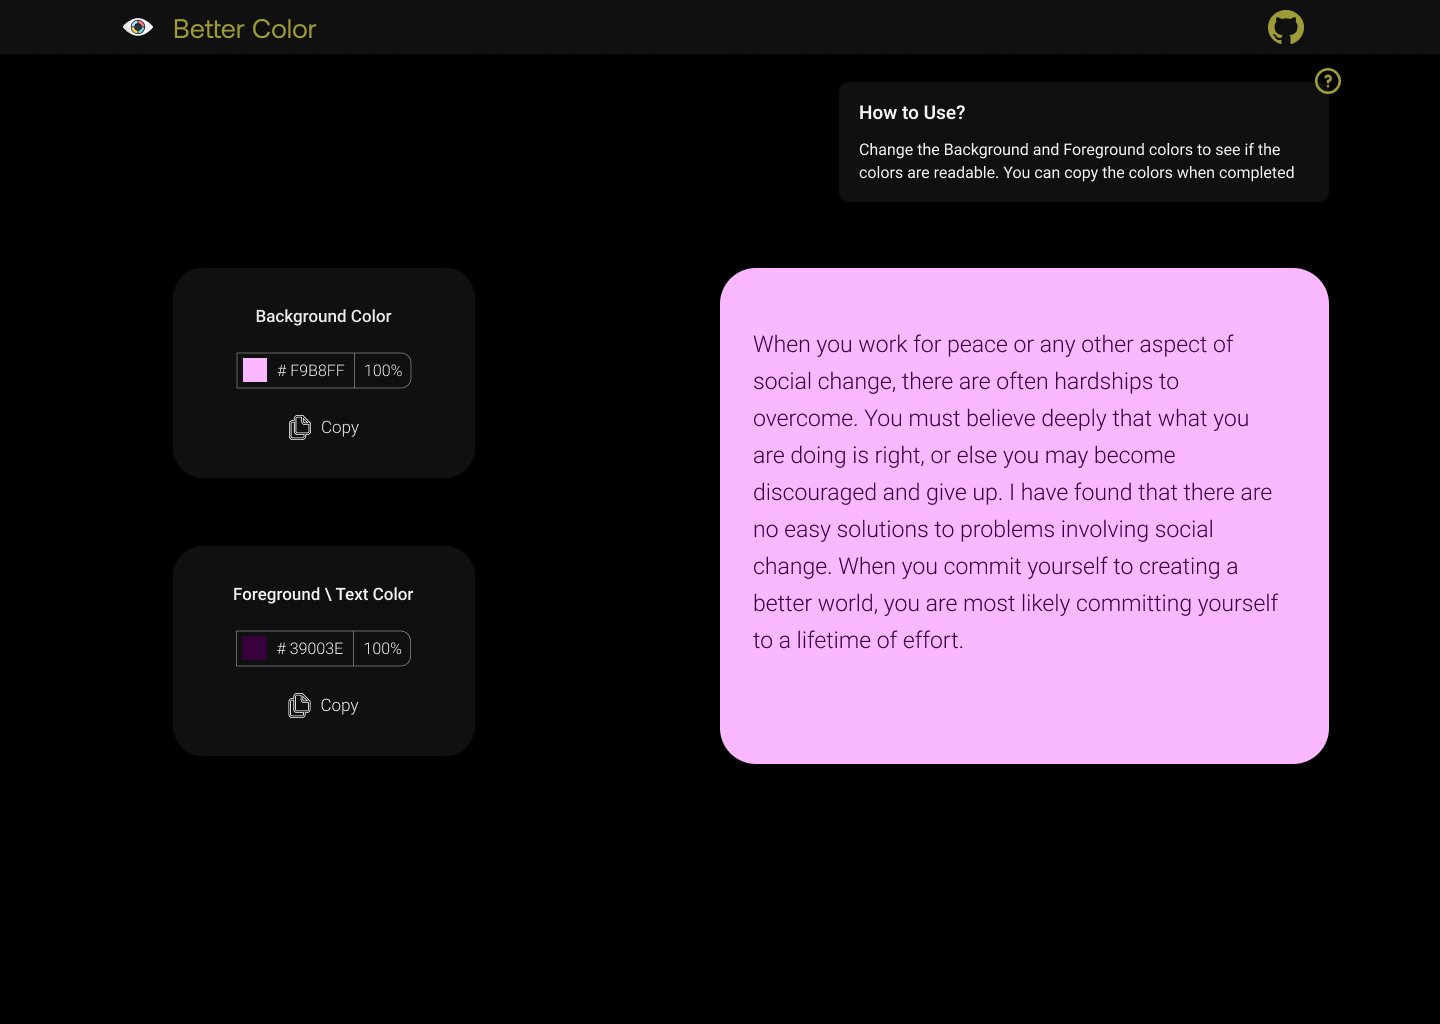 Better Color
?
How to Use?
Change the Background and Foreground colors to see if the
colors are readable. You can copy the colors when completed
Background Color
# F9B8FF 100%
Copy
Foreground \ Text Color
# 39003E 100%
Copy
When you work for peace or any other aspect of
social change, there are often hardships to
overcome. You must believe deeply that what you
are doing is right, or else you may become
discouraged and give up. I have found that there are
no easy solutions to problems involving social
change. When you commit yourself to creating a
better world, you are most likely committing yourself
to a lifetime of effort.